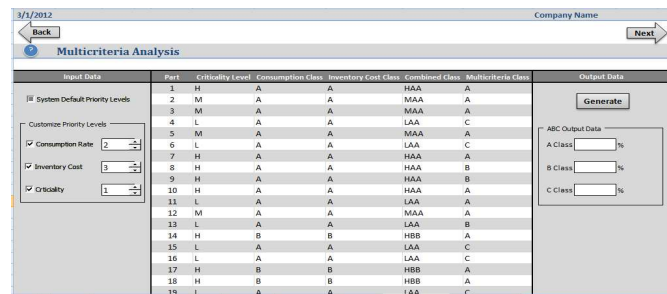 3/1/2012 Company Name
Back Next
? Multicriteria Analysis
Input Data
System Default Priority Levels
Customize Priority Levels
Consumption Rate 2
Inventory Cost 3
Crticiality 1
Part Criticality Level Consumption Class Inventory Cost Class Combined Class Multicriteria Class
1 H A A HAA A
2 M A A MAA A
3 M A A MAA A
4 L A A LAA C
5 M A A MAA A
6 L A A LAA C
7 H A A HAA A
8 H A A HAA B
9 H A A HAA B
10 H A A HAA A
11 L A A LAA A
12 M A A MAA A
13 L A A LAA B
14 H B B HBB A
15 L A A LAA C
16 L A A LAA C
17 H B B HBB A
18 H B B HBB A
19 L A A LAA C
Output Data
Generate
ABC Output Data
A Class %
B Class %
C Class %